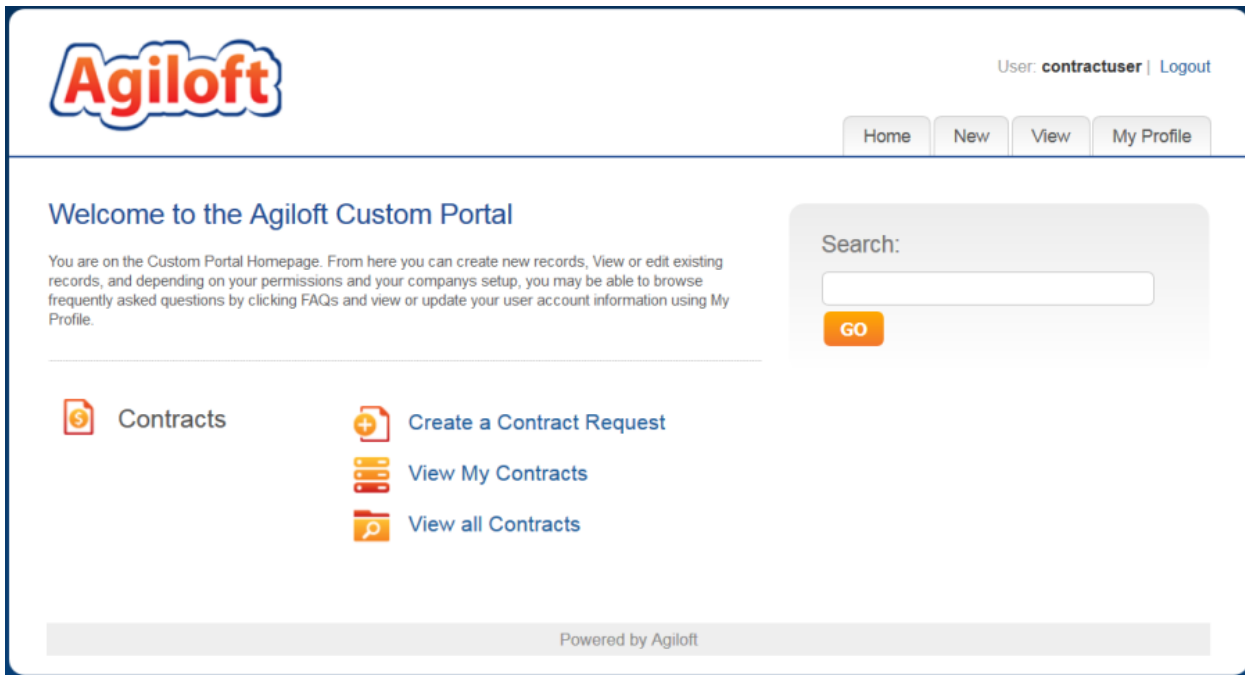 Agiloft
User: contractuser | Logout
Home New View My Profile
Welcome to the Agiloft Custom Portal
You are on the Custom Portal Homepage. From here you can create new records, View or edit existing
records, and depending on your permissions and your companys setup, you may be able to browse
frequently asked questions by clicking FAQs and view or update your user account information using My
Profile.
Search:
GO
Contracts
Create a Contract Request
View My Contracts
View all Contracts
Powered by Agiloft